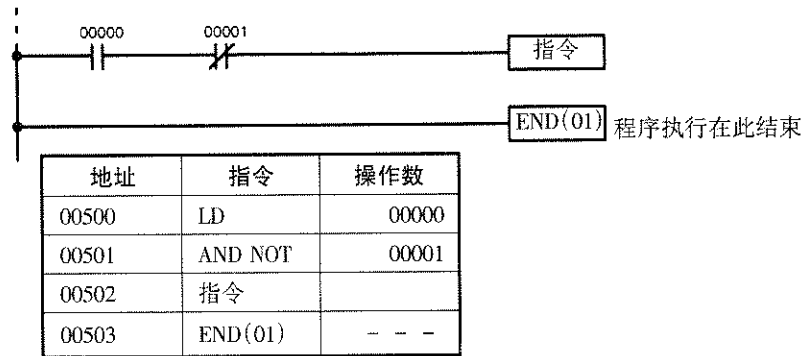 00000 00001
指令
END(01) 程序执行在此结束
地址 指令 操作数
00500 LD 00000
00501 AND NOT 00001
00502 指令
00503 END(01) - - -